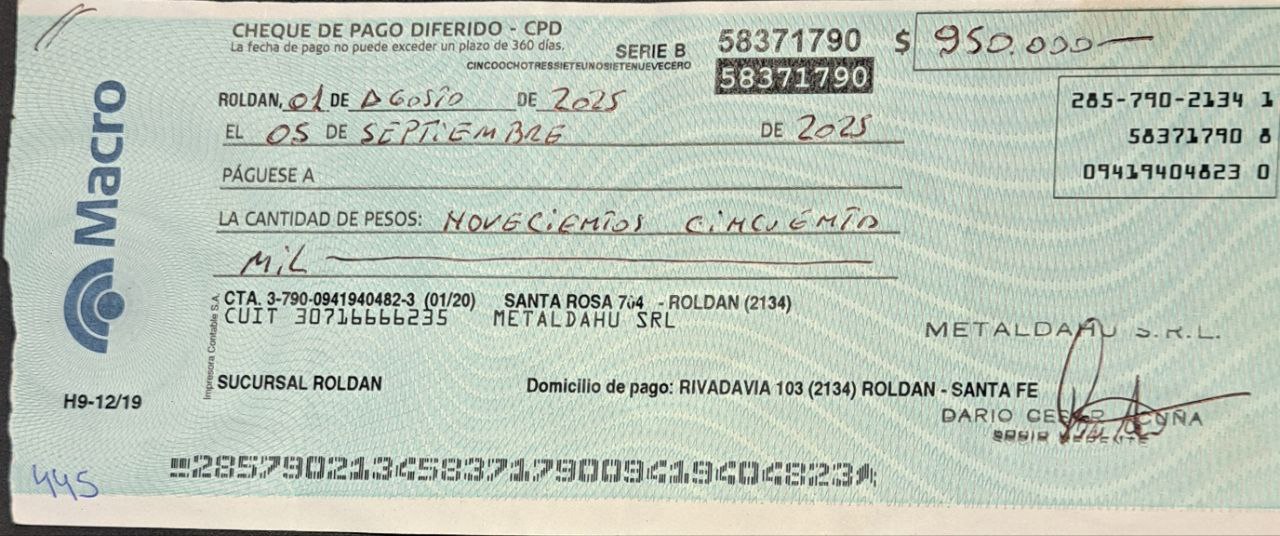 CHEQUE DE PAGO DIFERIDO - CPD
La fecha de pago no puede exceder un plazo de 360 días.
SERIE B 58371790 $ 950.000—
CINCOOCHOTRESSIETEUNOSIETENUEVECERO
58371790
285-790-2134 1
58371790 8
09419404823 0
ROLDAN, 01 DE AGOSTO DE 2025
EL 05 DE SEPTIEMBRE DE 2025
PÁGUESE A
LA CANTIDAD DE PESOS: NOVECIENTOS CINCUENTA
MIL
CTA. 3-790-0941940482-3 (01/20) SANTA ROSA 764 - ROLDAN (2134)
CUIT 30716666235 METALDAHU SRL
Impresora Contable S.A.
METALDAHU S.R.L.
SUCURSAL ROLDAN
Domicilio de pago: RIVADAVIA 103 (2134) ROLDAN - SANTA FE
DARIO CESAR ACUÑA
GERENTE
Macro
H9-12/19
445
28579021345837179009419404823